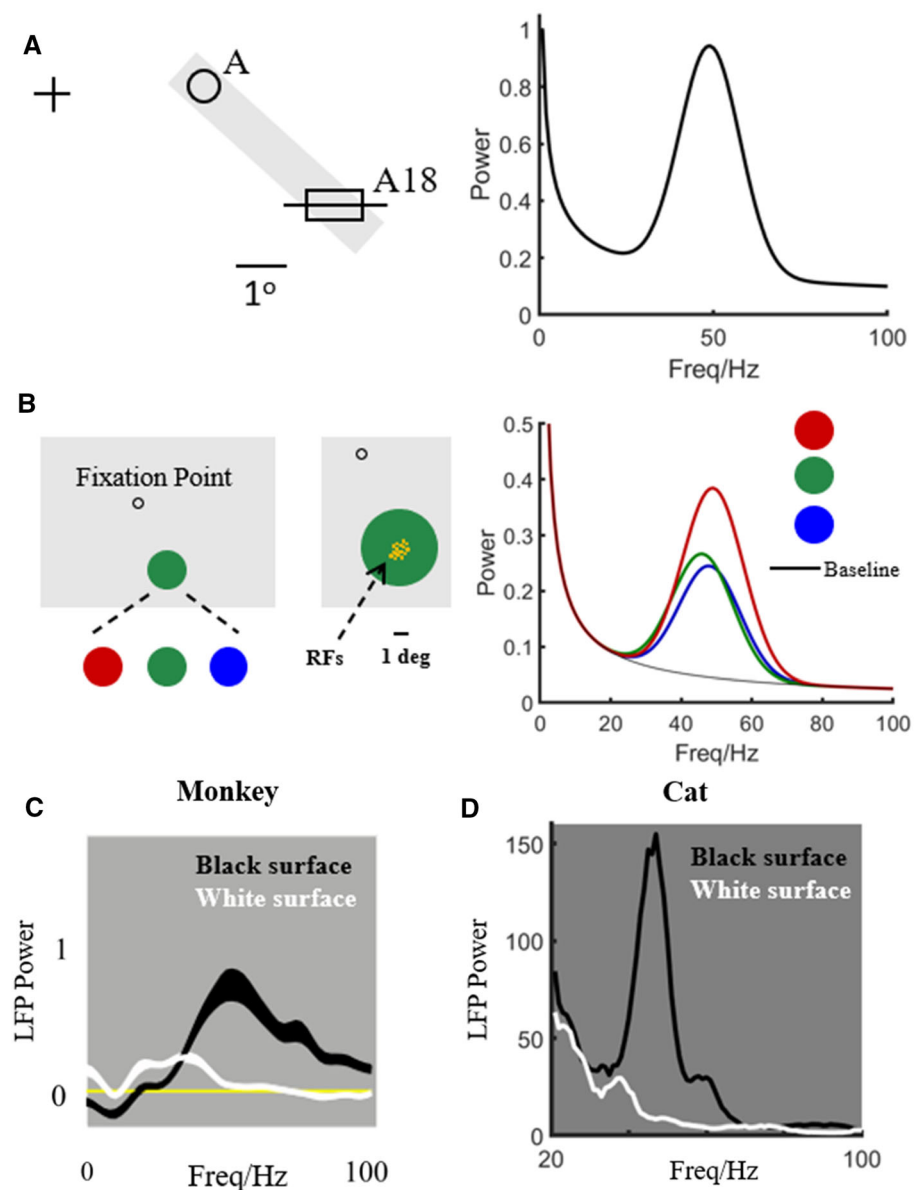 A
A
A18
1°
Power
1
0.8
0.6
0.4
0.2
0
0
50
100
Freq/Hz
B
Fixation Point
RFs
1 deg
Power
0.5
0.4
0.3
0.2
0.1
0
0
20
40
60
80
100
Freq/Hz
Baseline
C
Monkey
Black surface
White surface
LFP Power
1
0
0
100
Freq/Hz
D
Cat
Black surface
White surface
LFP Power
150
100
50
0
20
100
Freq/Hz